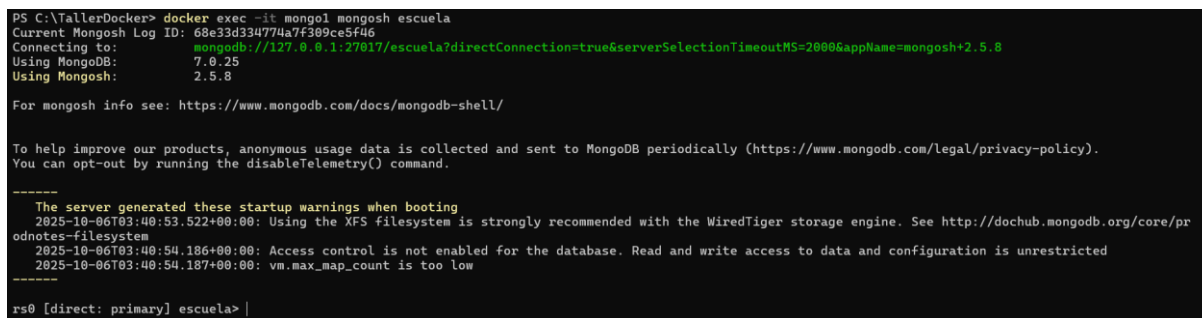 PS C:\TallerDocker> docker exec -it mongo1 mongosh escuela
Current Mongosh Log ID: 68e33d334774a7f309ce5f46
Connecting to:          mongodb://127.0.0.1:27017/escuela?directConnection=true&serverSelectionTimeoutMS=2000&appName=mongosh+2.5.8
Using MongoDB:          7.0.25
Using Mongosh:          2.5.8
For mongosh info see: https://www.mongodb.com/docs/mongodb-shell/
To help improve our products, anonymous usage data is collected and sent to MongoDB periodically (https://www.mongodb.com/legal/privacy-policy).
You can opt-out by running the disableTelemetry() command.
------
   The server generated these startup warnings when booting
   2025-10-06T03:40:53.522+00:00: Using the XFS filesystem is strongly recommended with the WiredTiger storage engine. See http://dochub.mongodb.org/core/pr
odnotes-filesystem
   2025-10-06T03:40:54.186+00:00: Access control is not enabled for the database. Read and write access to data and configuration is unrestricted
   2025-10-06T03:40:54.187+00:00: vm.max_map_count is too low
------
rs0 [direct: primary] escuela>